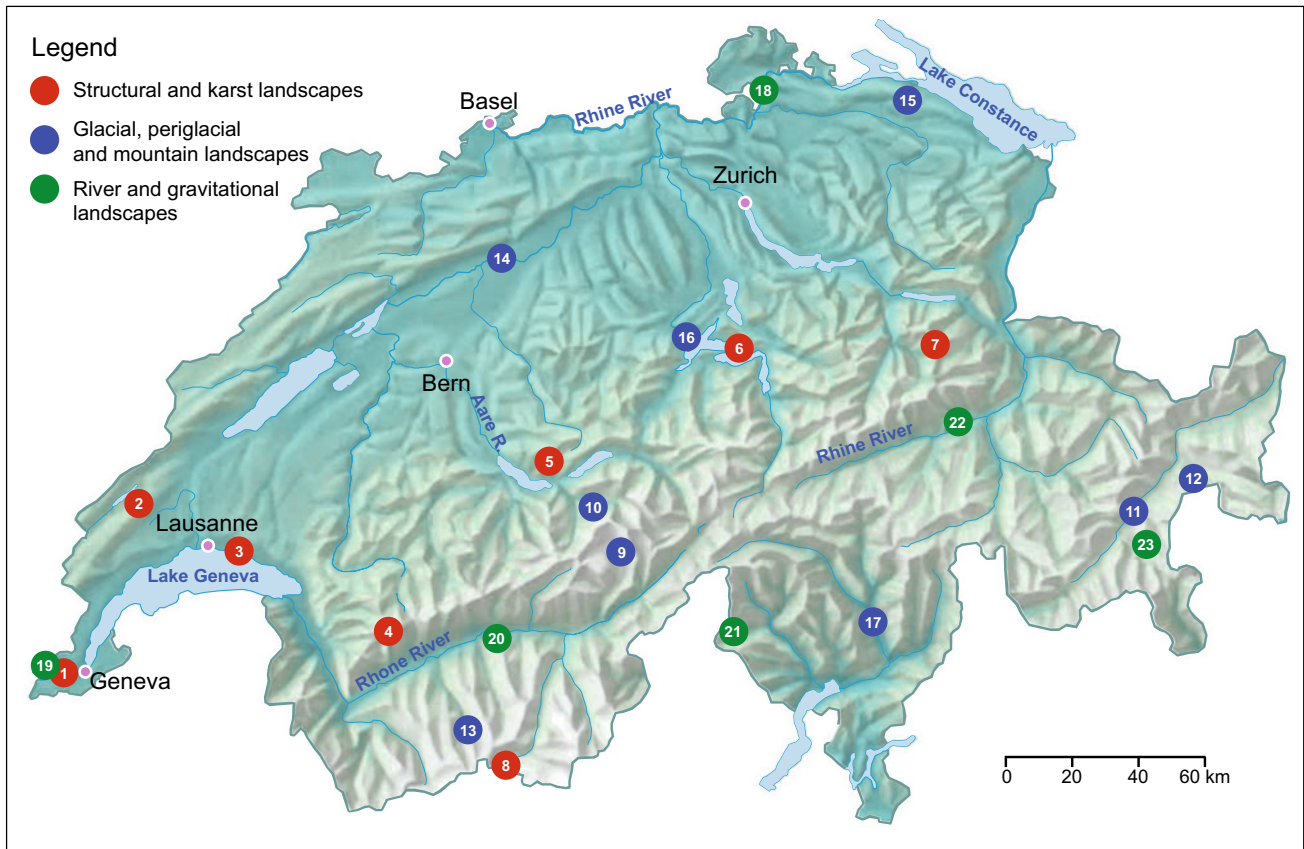 Legend
Structural and karst landscapes
Glacial, periglacial
and mountain landscapes
River and gravitational
landscapes
Basel
Rhine River
18
15
Lake Constance
Zurich
14
16
6
7
Bern
Aare R.
5
22
Rhine River
10
12
11
2
Lausanne
3
9
23
Lake Geneva
4
20
21
17
Rhone River
19
1
Geneva
13
8
0 20 40 60 km